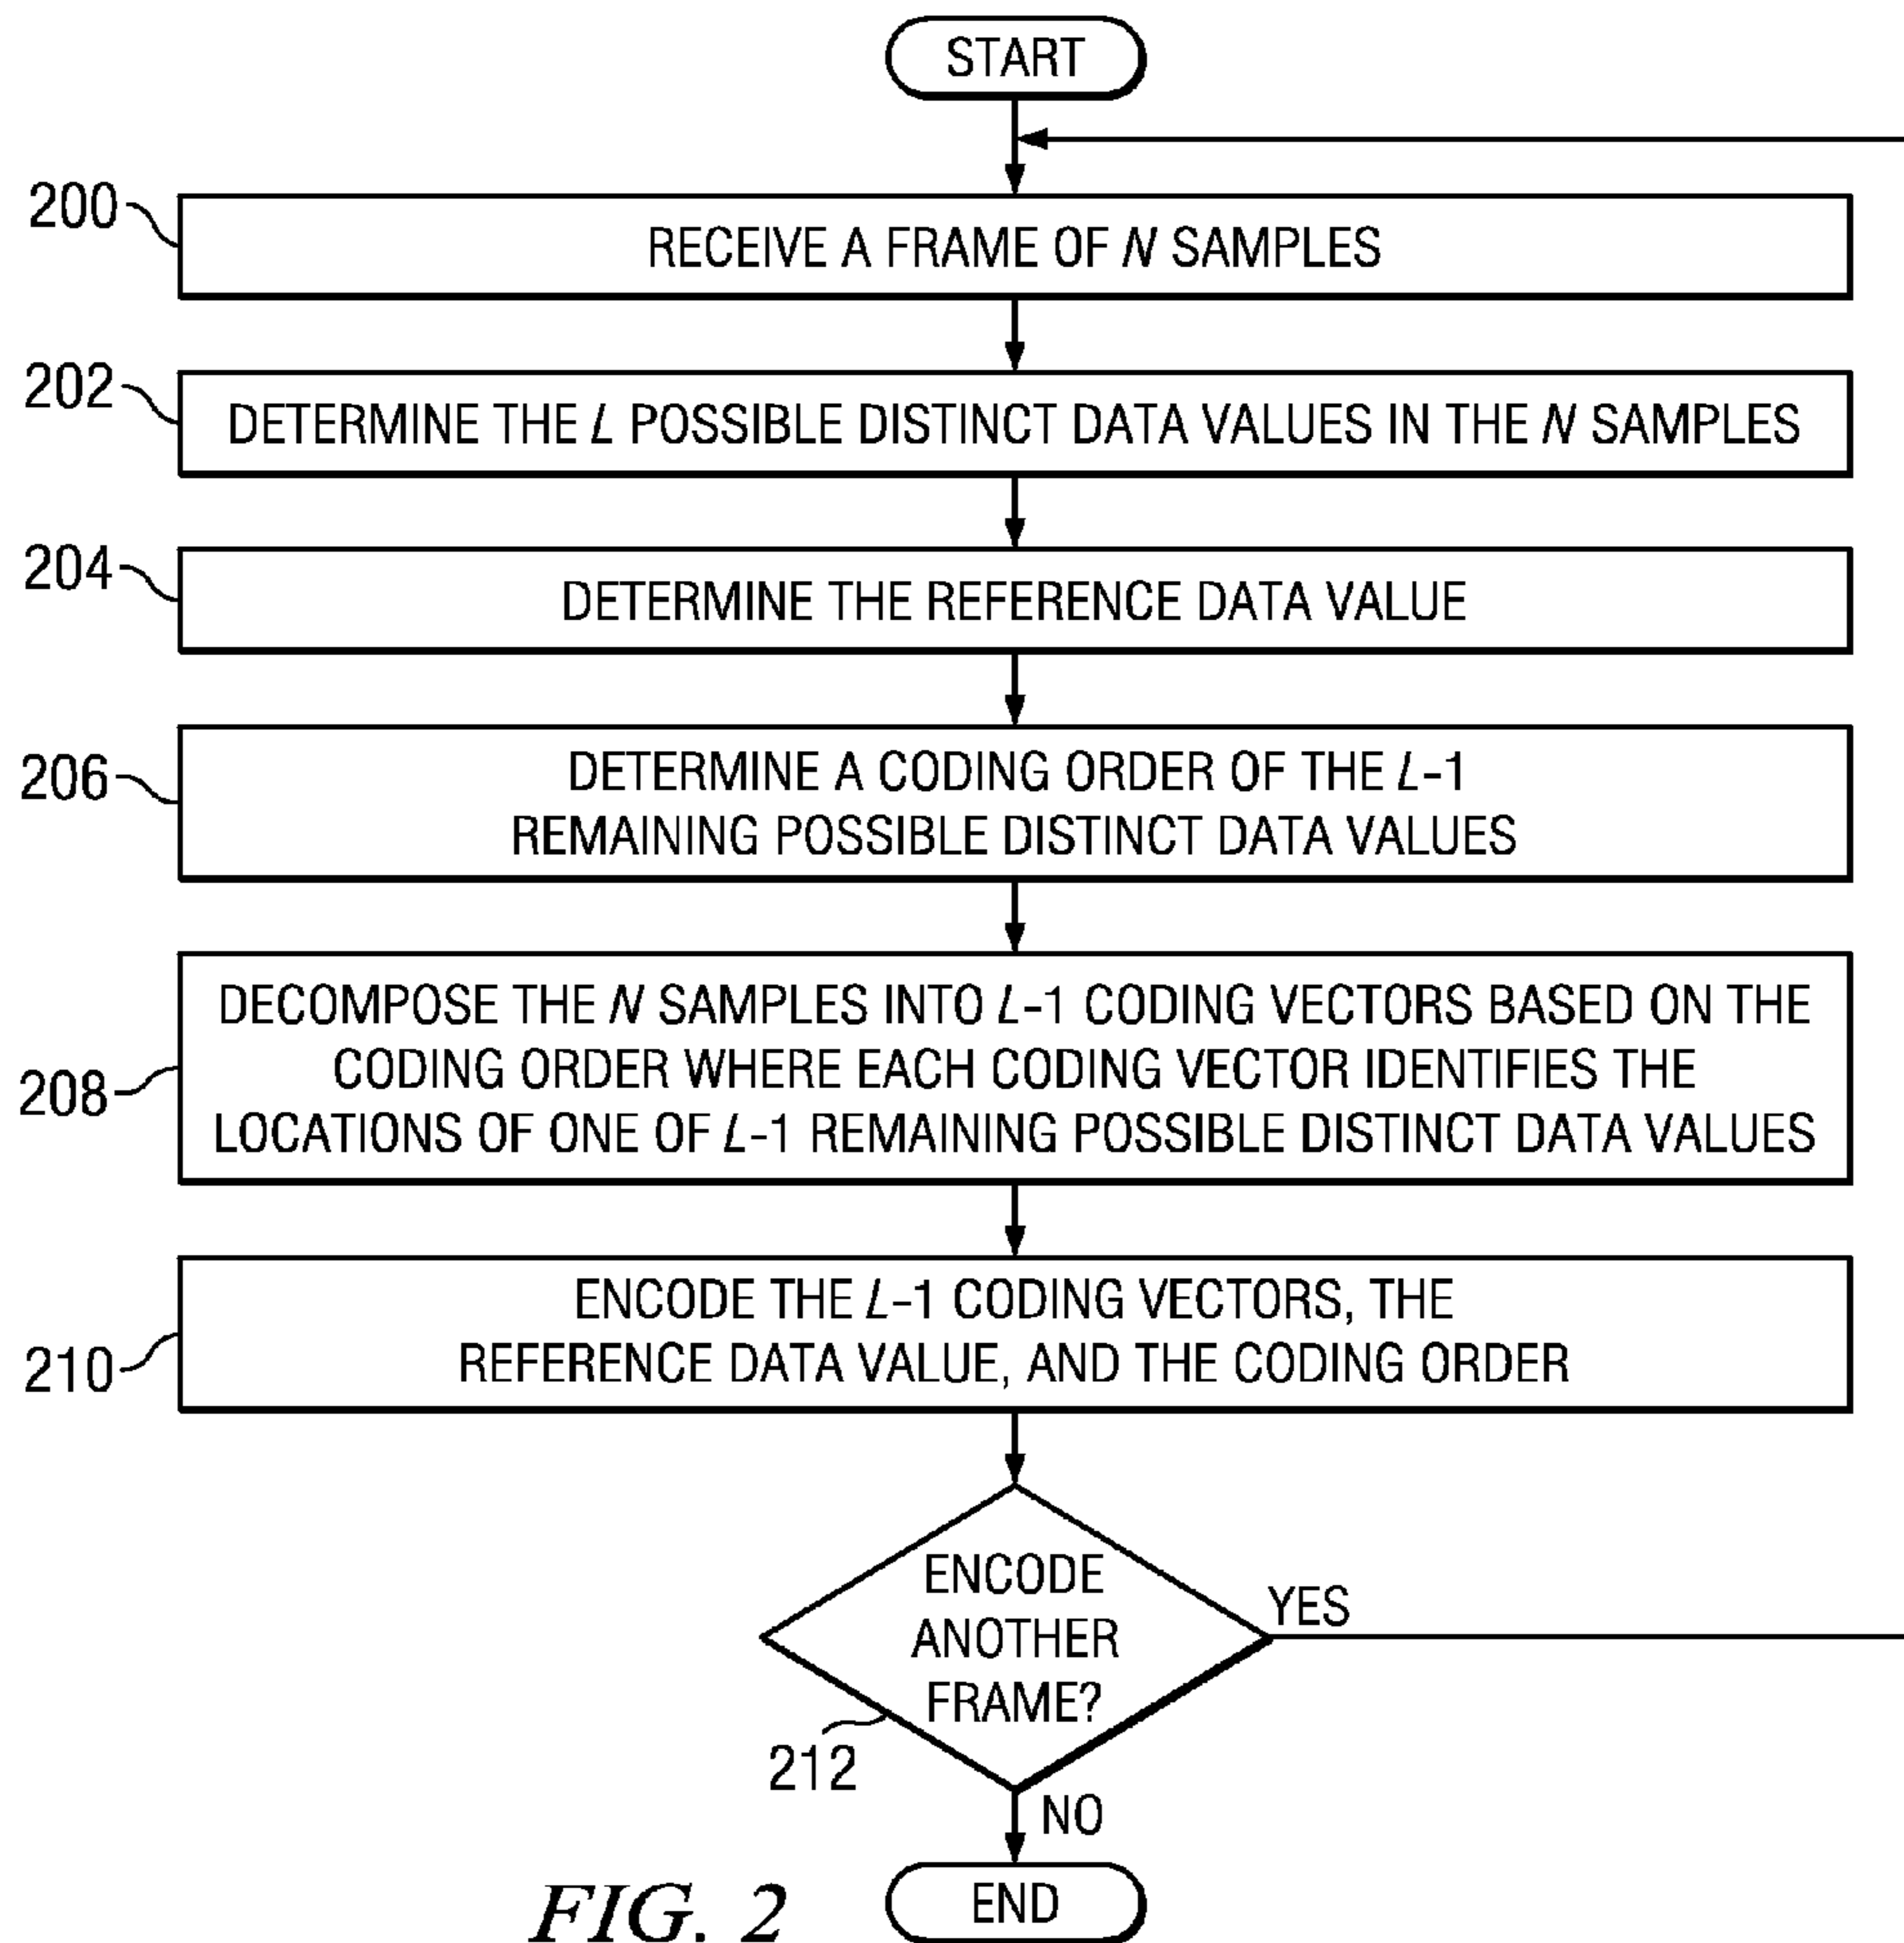 START
200
RECEIVE A FRAME OF N SAMPLES
202
DETERMINE THE L POSSIBLE DISTINCT DATA VALUES IN THE N SAMPLES
204
DETERMINE THE REFERENCE DATA VALUE
206
DETERMINE A CODING ORDER OF THE L-1
REMAINING POSSIBLE DISTINCT DATA VALUES
208
DECOMPOSE THE N SAMPLES INTO L-1 CODING VECTORS BASED ON THE
CODING ORDER WHERE EACH CODING VECTOR IDENTIFIES THE
LOCATIONS OF ONE OF L-1 REMAINING POSSIBLE DISTINCT DATA VALUES
210
ENCODE THE L-1 CODING VECTORS, THE
REFERENCE DATA VALUE, AND THE CODING ORDER
ENCODE
ANOTHER
FRAME?
YES
212
NO
END
FIG. 2